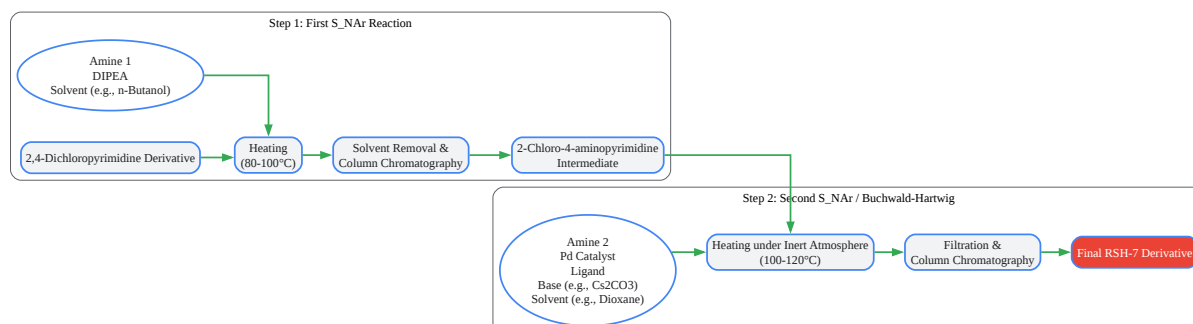 Step 1: First S_NAr Reaction
Amine 1
DIPEA
Solvent (e.g., n-Butanol)
2,4-Dichloropyrimidine Derivative
Heating
(80-100°C)
Solvent Removal &
Column Chromatography
2-Chloro-4-aminopyrimidine
Intermediate
Step 2: Second S_NAr / Buchwald-Hartwig
Amine 2
Pd Catalyst
Ligand
Base (e.g., Cs2CO3)
Solvent (e.g., Dioxane)
Heating under Inert Atmosphere
(100-120°C)
Filtration &
Column Chromatography
Final RSH-7 Derivative